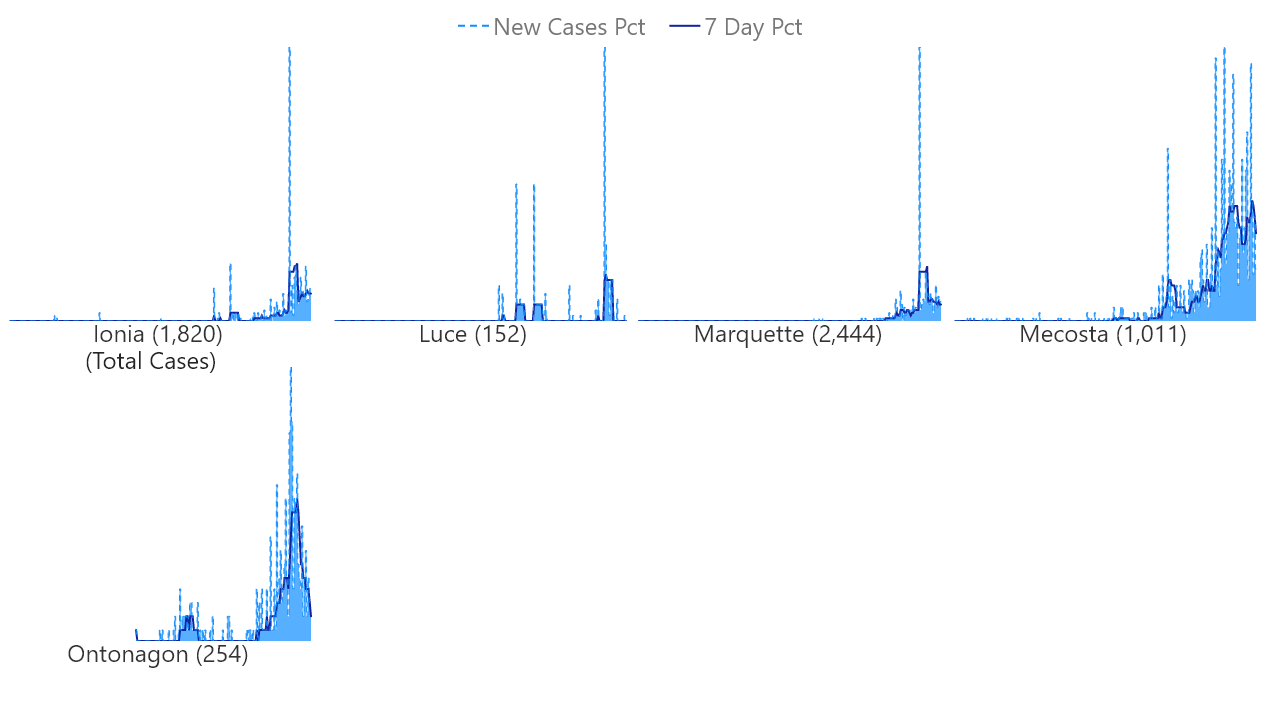 New Cases Pct 7 Day Pct
Ionia (1,820)
(Total Cases)
Luce (152)
Marquette (2,444)
Mecosta (1,011)
Ontonagon (254)